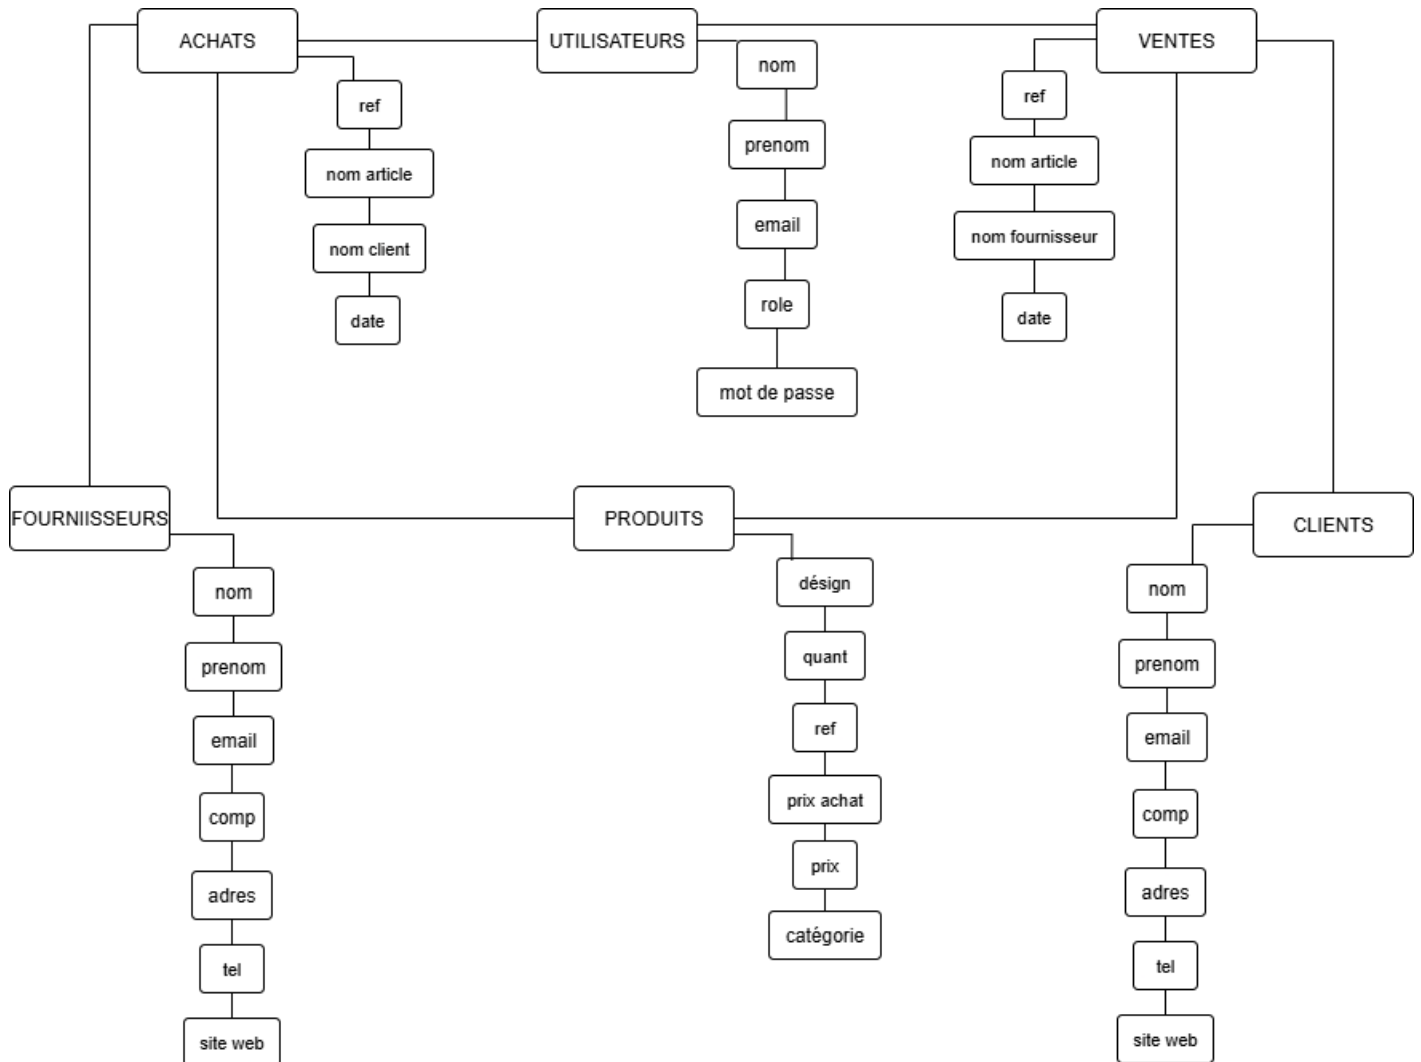 ACHATS
UTILISATEURS
VENTES
ref
nom article
nom client
date
nom
prenom
email
role
mot de passe
ref
nom article
nom fournisseur
date
FOURNIISSEURS
PRODUITS
CLIENTS
nom
prenom
email
comp
adres
tel
site web
désign
quant
ref
prix achat
prix
catégorie
nom
prenom
email
comp
adres
tel
site web